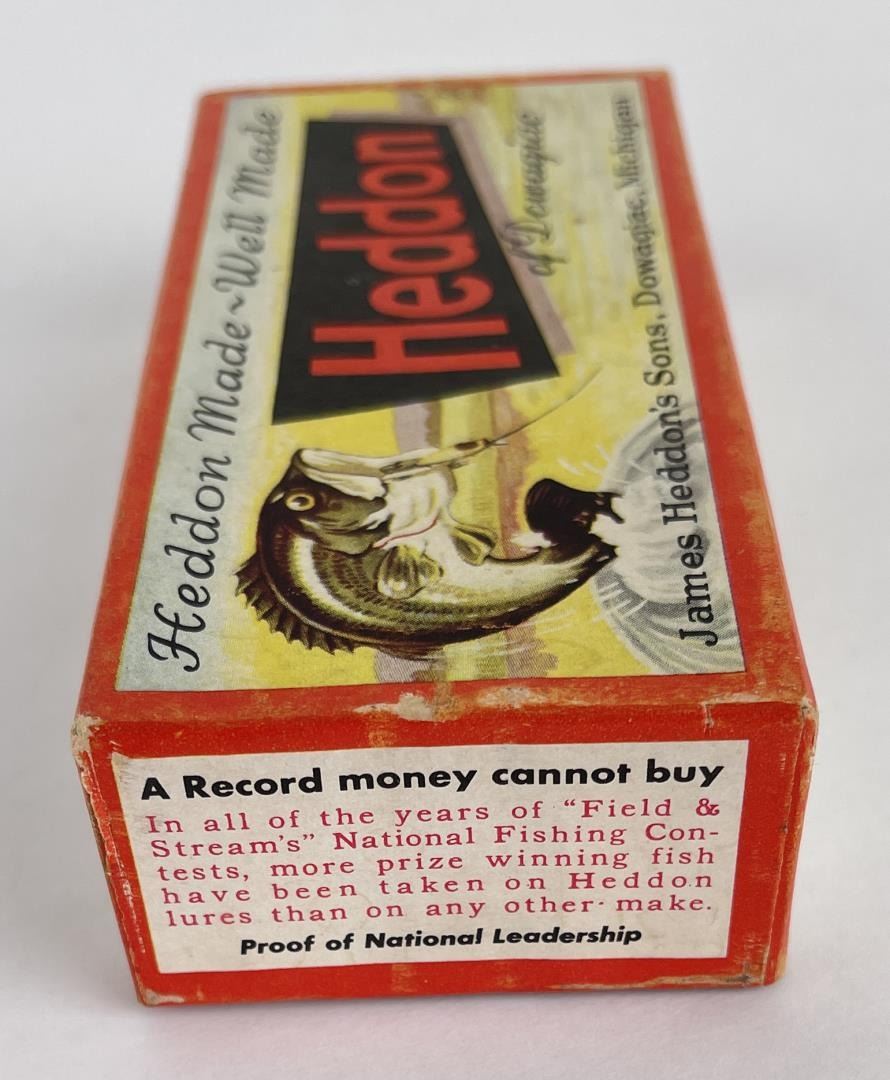 Heddon Made~Well Made
Heddon
of Dowagiac
James Heddon's Sons, Dowagiac, Michigan
A Record money cannot buy
In all of the years of “Field &
Stream's” National Fishing Con-
tests, more prize winning fish
have been taken on Heddon
lures than on any other make.
Proof of National Leadership